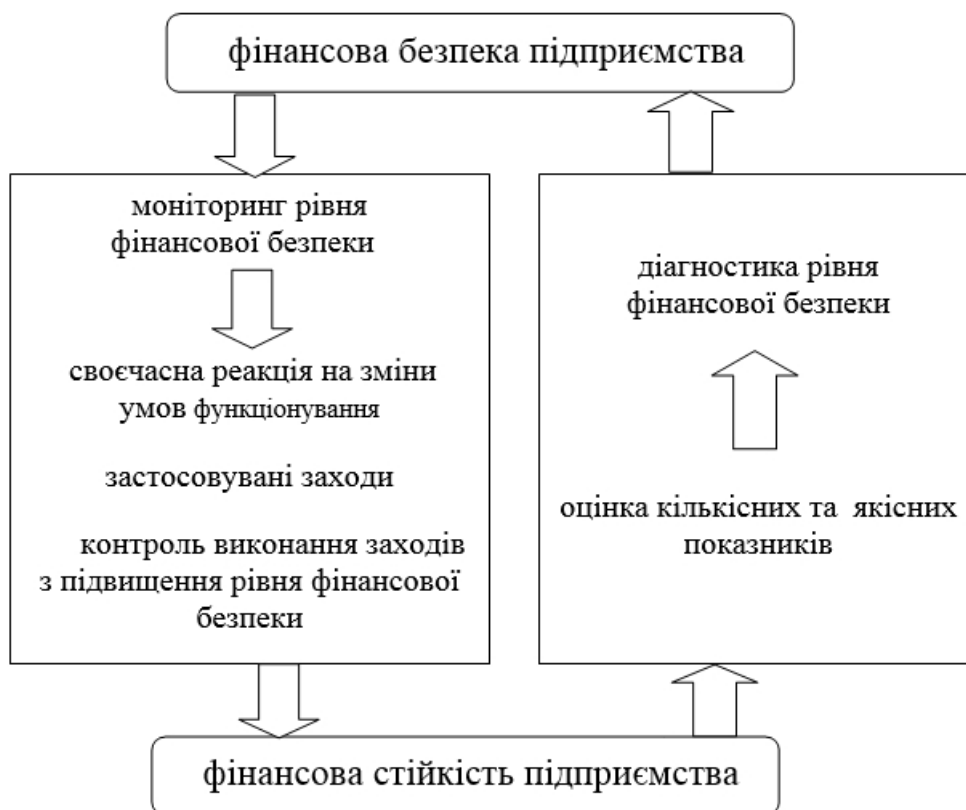 фінансова безпека підприємства
моніторинг рівня
фінансової безпеки
своєчасна реакція на зміни
умов функціонування
застосовувані заходи
контроль виконання заходів
з підвищення рівня фінансової
безпеки
діагностика рівня
фінансової безпеки
оцінка кількісних та якісних
показників
фінансова стійкість підприємства